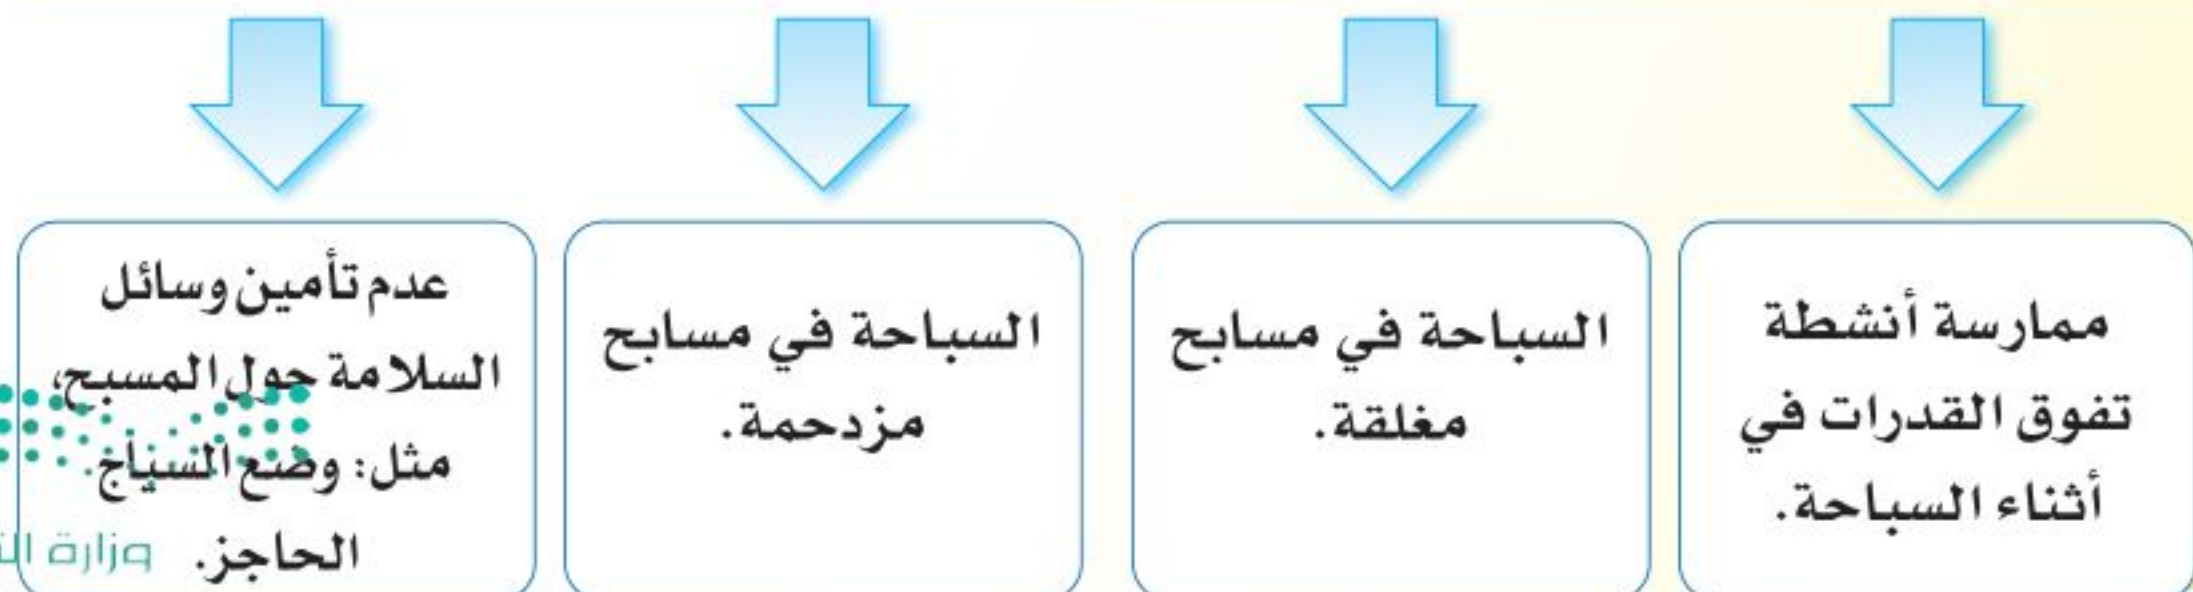 ممارسة أنشطة
تفوق القدرات في
أثناء السباحة.
السباحة في مسابح
مغلقة.
السباحة في مسابح
مزدحمة.
عدم تأمين وسائل
السلامة حول المسبح،
مثل: وضع السياج
الحاجز.
وزارة